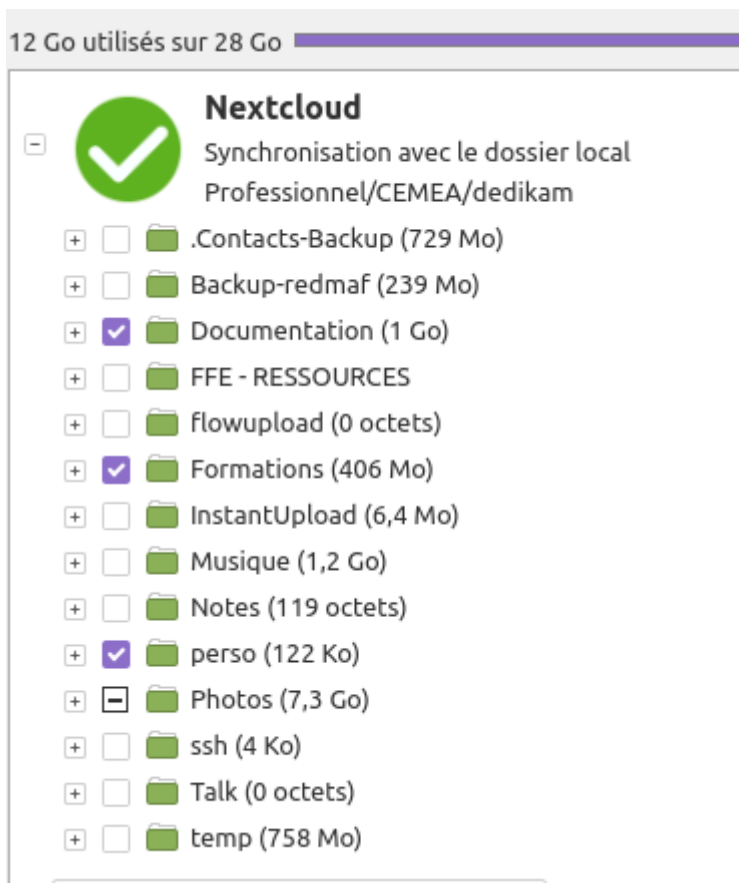 12 Go utilisés sur 28 Go
Nextcloud
Synchronisation avec le dossier local
Professionnel/CEMEA/dedikam
.Contacts-Backup (729 Mo)
Backup-redmaf (239 Mo)
Documentation (1 Go)
FFE - RESSOURCES
flowupload (0 octets)
Formations (406 Mo)
InstantUpload (6,4 Mo)
Musique (1,2 Go)
Notes (119 octets)
perso (122 Ko)
Photos (7,3 Go)
ssh (4 Ko)
Talk (0 octets)
temp (758 Mo)